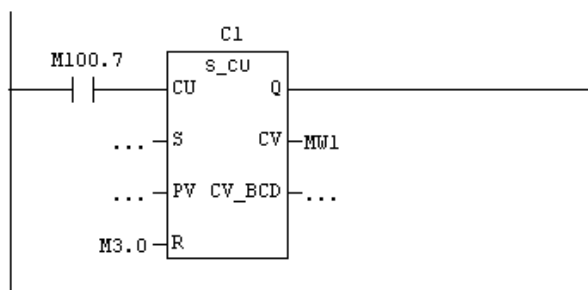 C1
M100.7 S_CU
CU Q
... S CV MW1
... PV CV_BCD ...
M3.0 R